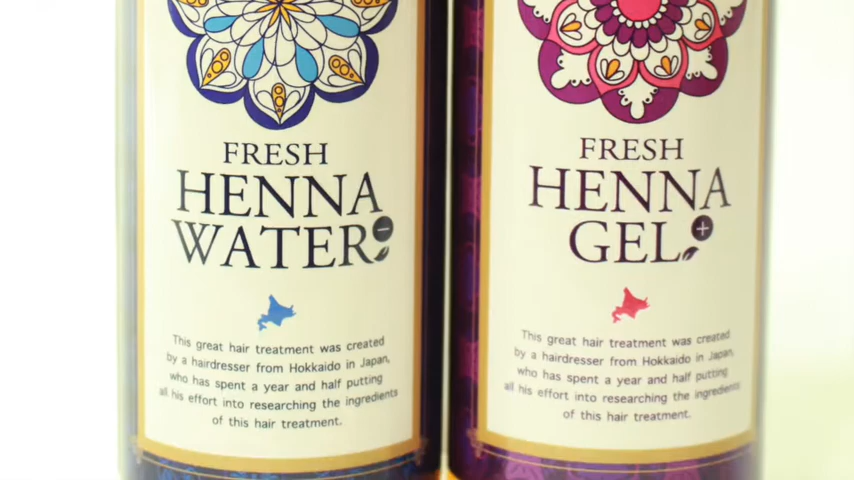 FRESH
HENNA
WATER
This great hair treatment was created
by a hairdresser from Hokkaido in Japan,
who has spent a year and half putting
all his effort into researching the ingredients
of this hair treatment.
FRESH
HENNA
GEL
This great hair treatment was created
by a hairdresser from Hokkaido in Japan,
who has spent a year and half putting
all his effort into researching the ingredients
of this hair treatment.